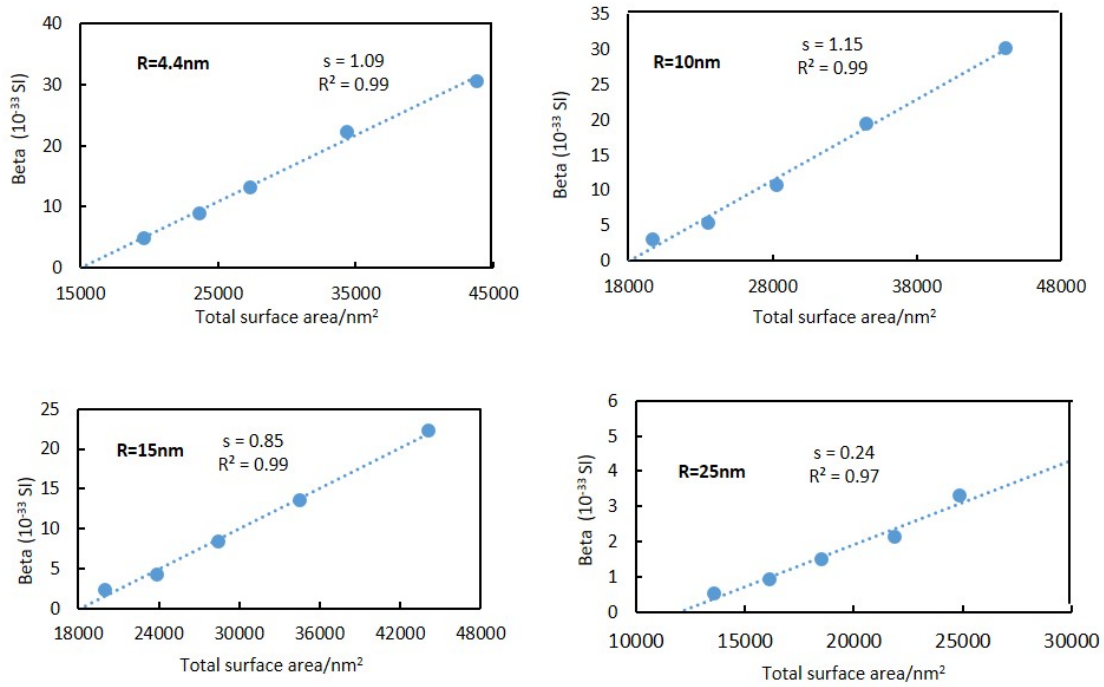 40
30
20
10
0
Beta (10⁻³³ SI)
R=4.4nm
s = 1.09
R² = 0.99
15000 25000 35000 45000
Total surface area/nm²
35
30
25
20
15
10
5
0
Beta (10⁻³³ SI)
R=10nm
s = 1.15
R² = 0.99
18000 28000 38000 48000
Total surface area/nm²
25
20
15
10
5
0
Beta (10⁻³³ SI)
R=15nm
s = 0.85
R² = 0.99
18000 24000 30000 36000 42000 48000
Total surface area/nm²
6
5
4
3
2
1
0
Beta (10⁻³³ SI)
R=25nm
s = 0.24
R² = 0.97
10000 15000 20000 25000 30000
Total surface area/nm²